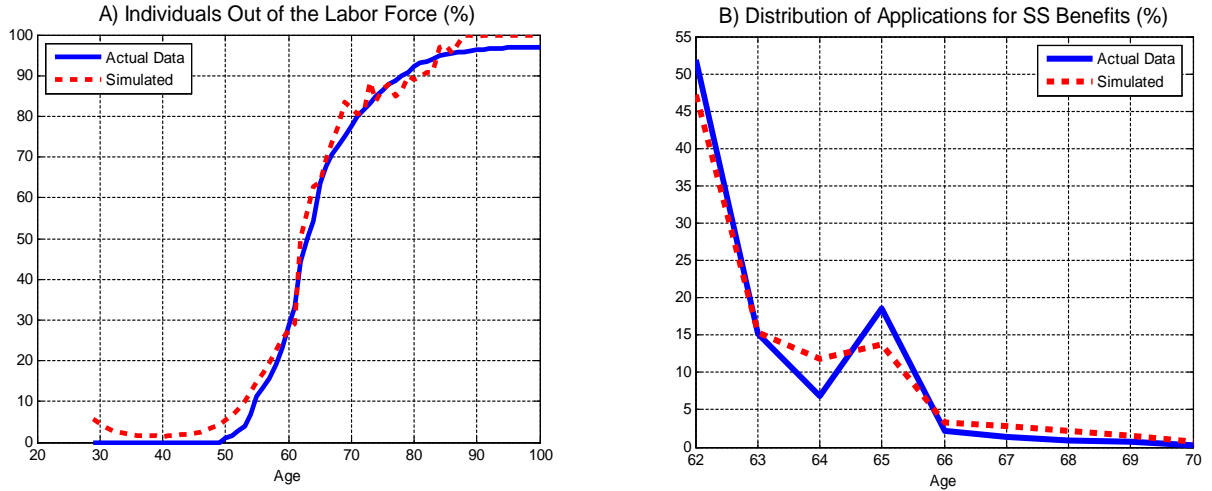 A) Individuals Out of the Labor Force (%)
100
90
80
70
60
50
40
30
20
10
0
Actual Data
Simulated
20 30 40 50 60 70 80 90 100
Age
B) Distribution of Applications for SS Benefits (%)
55
50
45
40
35
30
25
20
15
10
5
0
Actual Data
Simulated
62 63 64 65 66 67 68 69 70
Age